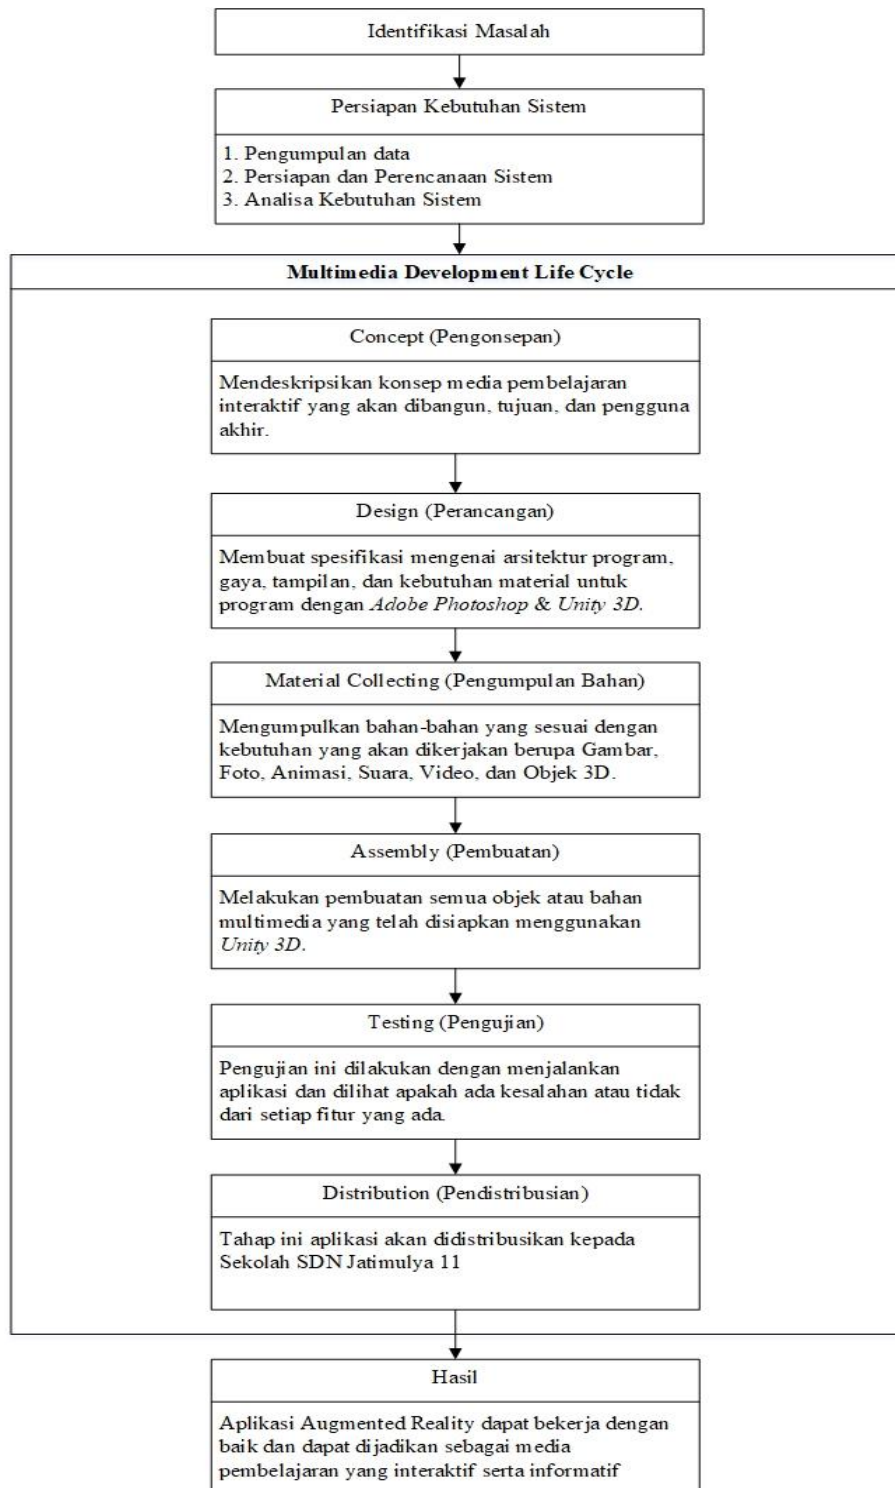 Identifikasi Masalah
Persiapan Kebutuhan Sistem
1. Pengumpulan data
2. Persiapan dan Perencanaan Sistem
3. Analisa Kebutuhan Sistem
Multimedia Development Life Cycle
Concept (Pengonsepan)
Mendeskripsikan konsep media pembelajaran
interaktif yang akan dibangun, tujuan, dan pengguna
akhir.
Design (Perancangan)
Membuat spesifikasi mengenai arsitektur program,
gaya, tampilan, dan kebutuhan material untuk
program dengan Adobe Photoshop & Unity 3D.
Material Collecting (Pengumpulan Bahan)
Mengumpulkan bahan-bahan yang sesuai dengan
kebutuhan yang akan dikerjakan berupa Gambar,
Foto, Animasi, Suara, Video, dan Objek 3D.
Assembly (Pembuatan)
Melakukan pembuatan semua objek atau bahan
multimedia yang telah disiapkan menggunakan
Unity 3D.
Testing (Pengujian)
Pengujian ini dilakukan dengan menjalankan
aplikasi dan dilihat apakah ada kesalahan atau tidak
dari setiap fitur yang ada.
Distribution (Pendistribusian)
Tahap ini aplikasi akan didistribusikan kepada
Sekolah SDN Jatimulya 11
Hasil
Aplikasi Augmented Reality dapat bekerja dengan
baik dan dapat dijadikan sebagai media
pembelajaran yang interaktif serta informatif